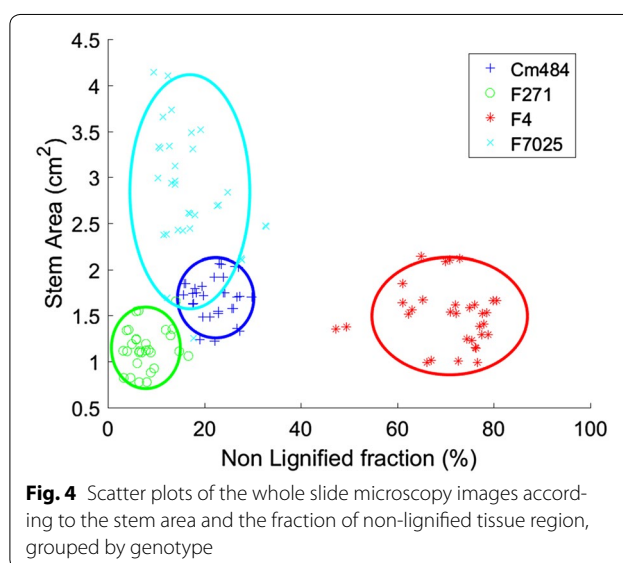 4.5
4
3.5
3
2.5
2
1.5
1
0.5
Stem Area (cm²)
0 20 40 60 80 100
Non Lignified fraction (%)
Cm484
F271
F4
F7025
Fig. 4 Scatter plots of the whole slide microscopy images accord-
ing to the stem area and the fraction of non-lignified tissue region,
grouped by genotype